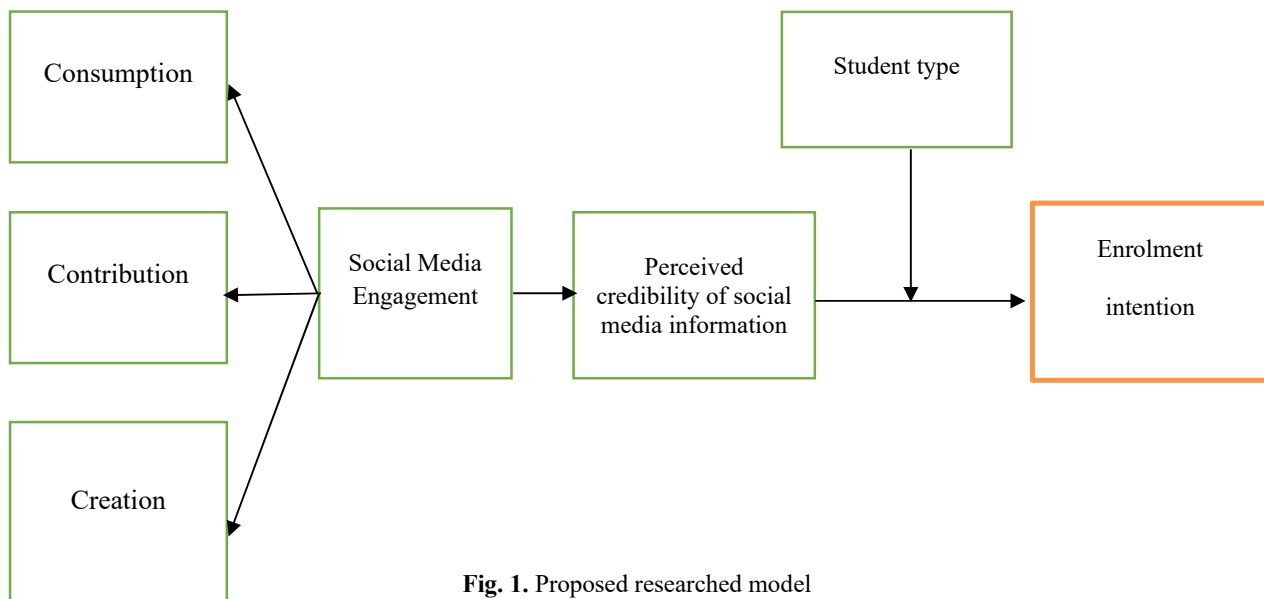 Consumption
Student type
Contribution
Social Media
Engagement
Perceived
credibility of social
media information
Enrolment
intention
Creation
Fig. 1. Proposed researched model